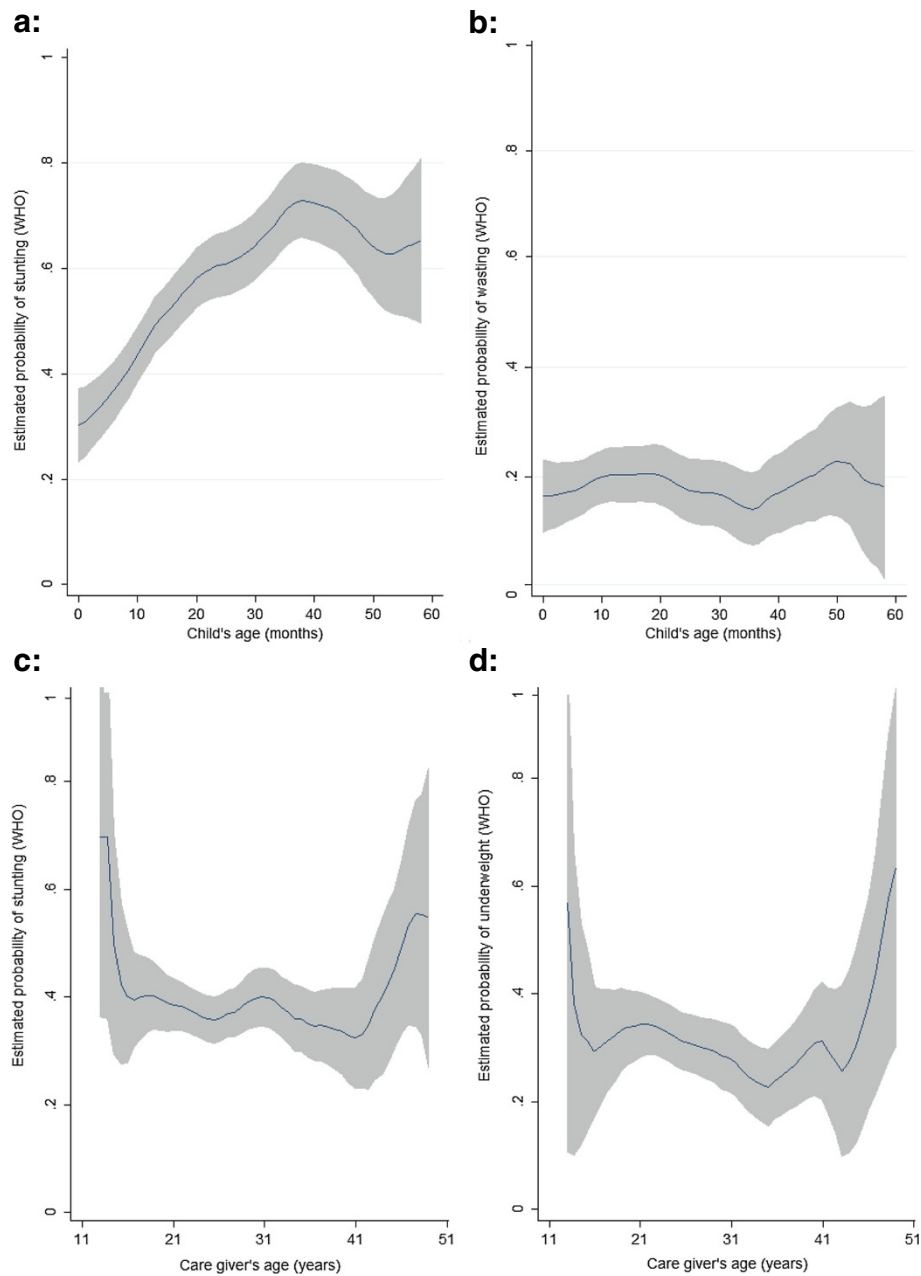 a:
Estimated probability of stunting (WHO)
1
.8
.6
.4
.2
0
0 10 20 30 40 50 60
Child's age (months)
b:
Estimated probability of wasting (WHO)
1
.8
.6
.4
.2
0
0 10 20 30 40 50 60
Child's age (months)
c:
Estimated probability of stunting (WHO)
1
.8
.6
.4
.2
0
11 21 31 41 51
Care giver's age (years)
d:
Estimated probability of underweight (WHO)
1
.8
.6
.4
.2
0
11 21 31 41 51
Care giver's age (years)